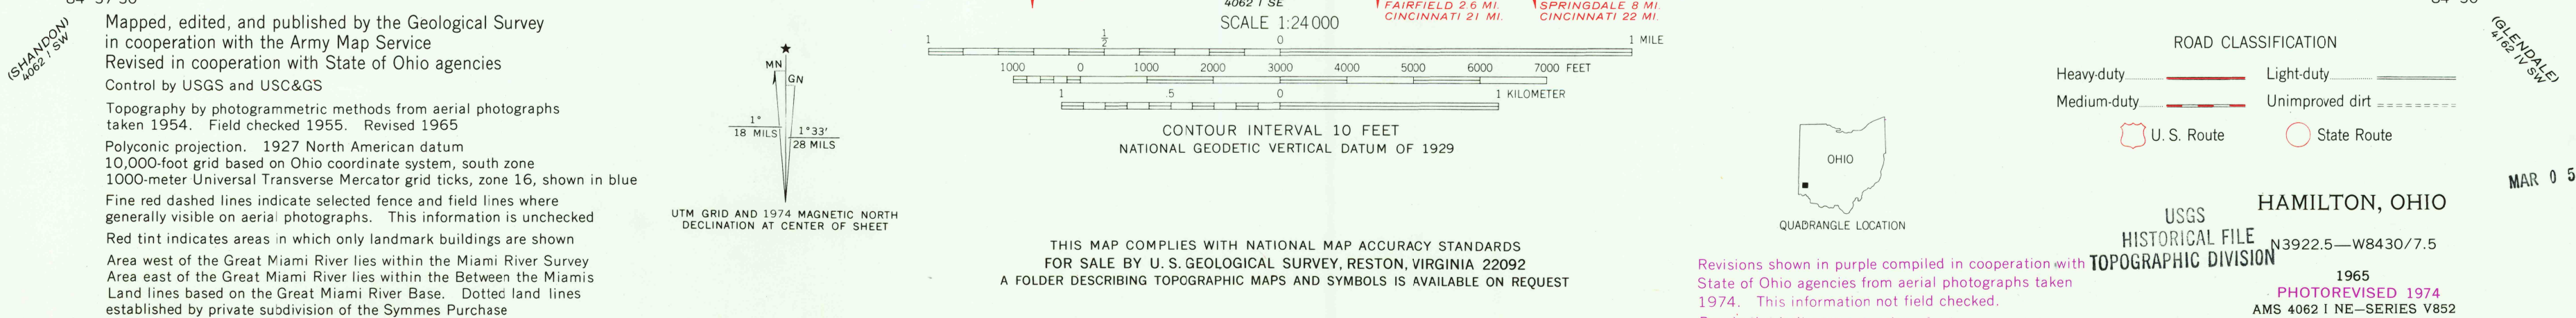 (SHANDON)
4062 I SW
Mapped, edited, and published by the Geological Survey
in cooperation with the Army Map Service
Revised in cooperation with State of Ohio agencies
Control by USGS and USC&GS
Topography by photogrammetric methods from aerial photographs
taken 1954. Field checked 1955. Revised 1965
Polyconic projection. 1927 North American datum
10,000-foot grid based on Ohio coordinate system, south zone
1000-meter Universal Transverse Mercator grid ticks, zone 16, shown in blue
Fine red dashed lines indicate selected fence and field lines where
generally visible on aerial photographs. This information is unchecked
Red tint indicates areas in which only landmark buildings are shown
Area west of the Great Miami River lies within the Miami River Survey
Area east of the Great Miami River lies within the Between the Miamis
Land lines based on the Great Miami River Base. Dotted land lines
established by private subdivision of the Symmes Purchase
MN
GN
1°
18 MILS
1°33′
28 MILS
UTM GRID AND 1974 MAGNETIC NORTH
DECLINATION AT CENTER OF SHEET
4062 I SE
SCALE 1:24000
FAIRFIELD 2.6 MI.
CINCINNATI 21 MI.
SPRINGDALE 8 MI.
CINCINNATI 22 MI.
1 ½ 0 1 MILE
1000 0 1000 2000 3000 4000 5000 6000 7000 FEET
1 .5 0 1 KILOMETER
CONTOUR INTERVAL 10 FEET
NATIONAL GEODETIC VERTICAL DATUM OF 1929
THIS MAP COMPLIES WITH NATIONAL MAP ACCURACY STANDARDS
FOR SALE BY U. S. GEOLOGICAL SURVEY, RESTON, VIRGINIA 22092
A FOLDER DESCRIBING TOPOGRAPHIC MAPS AND SYMBOLS IS AVAILABLE ON REQUEST
OHIO
QUADRANGLE LOCATION
Revisions shown in purple compiled in cooperation with
State of Ohio agencies from aerial photographs taken
1974. This information not field checked.
ROAD CLASSIFICATION
Heavy-duty Light-duty
Medium-duty Unimproved dirt
U. S. Route State Route
(GLENDALE)
4162 IV SW
MAR 05
USGS
HISTORICAL FILE
TOPOGRAPHIC DIVISION
HAMILTON, OHIO
N3922.5—W8430/7.5
1965
PHOTOREVISED 1974
AMS 4062 I NE—SERIES V852